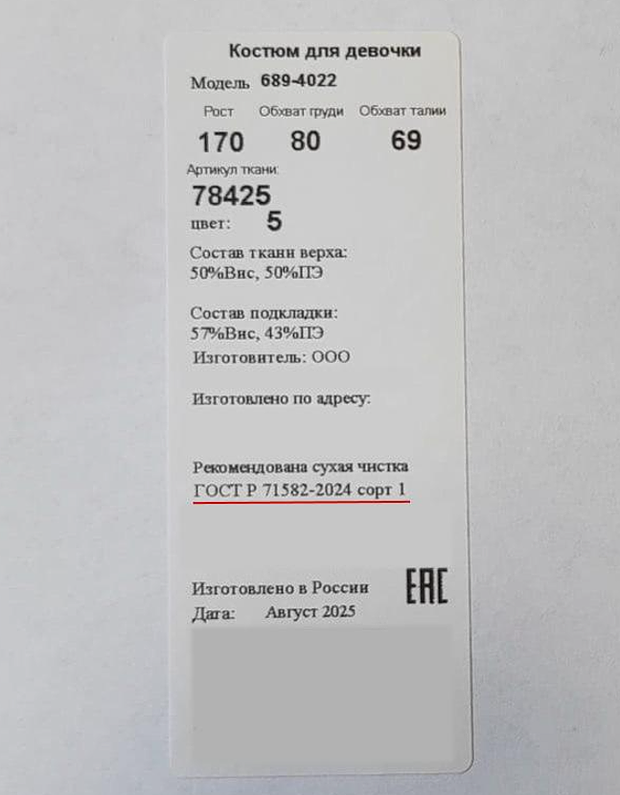 Костюм для девочки
Модель 689-4022
Рост Обхват груди Обхват талии
170 80 69
Артикул ткани:
78425
цвет: 5
Состав ткани верха:
50%Вис, 50%ПЭ
Состав подкладки:
57%Вис, 43%ПЭ
Изготовитель: ООО
Изготовлено по адресу:
Рекомендована сухая чистка
ГОСТ Р 71582-2024 сорт 1
Изготовлено в России EAC
Дата: Август 2025